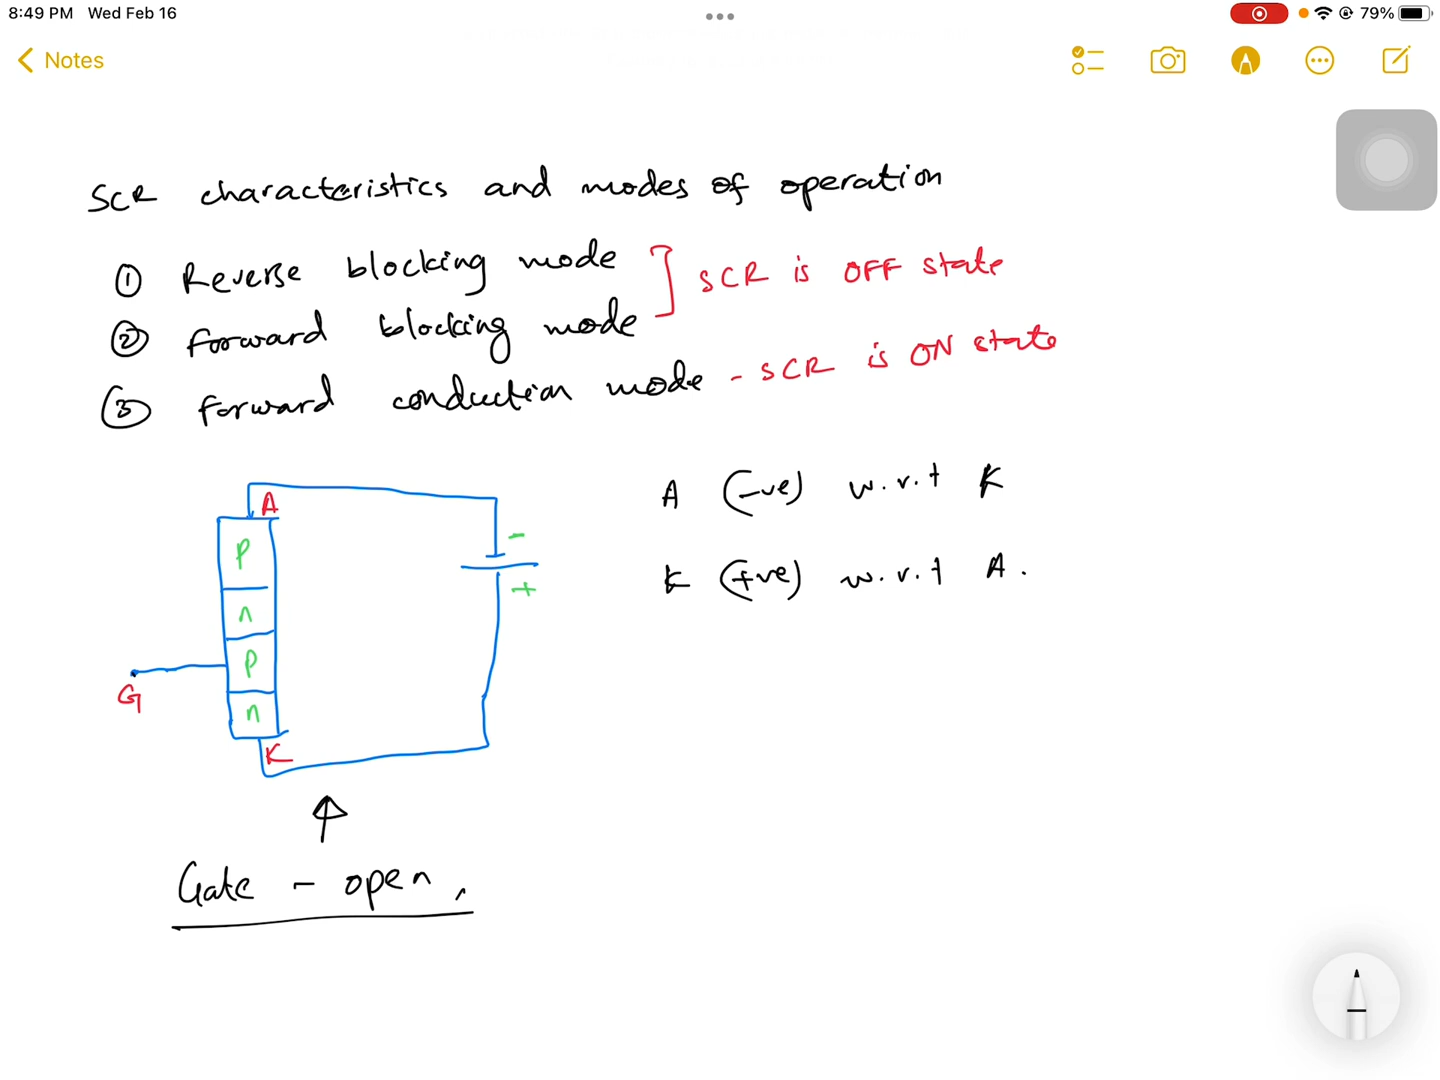 8:49 PM Wed Feb 16
79%
Notes
SCR characteristics and modes of operation
① Reverse blocking mode
② forward blocking mode
] SCR is OFF state
③ forward conduction mode - SCR is ON state
A
P
n
P
n
K
G
-
+
A (-ve) w.r.t K
K (+ve) w.r.t A.
Gate - open,